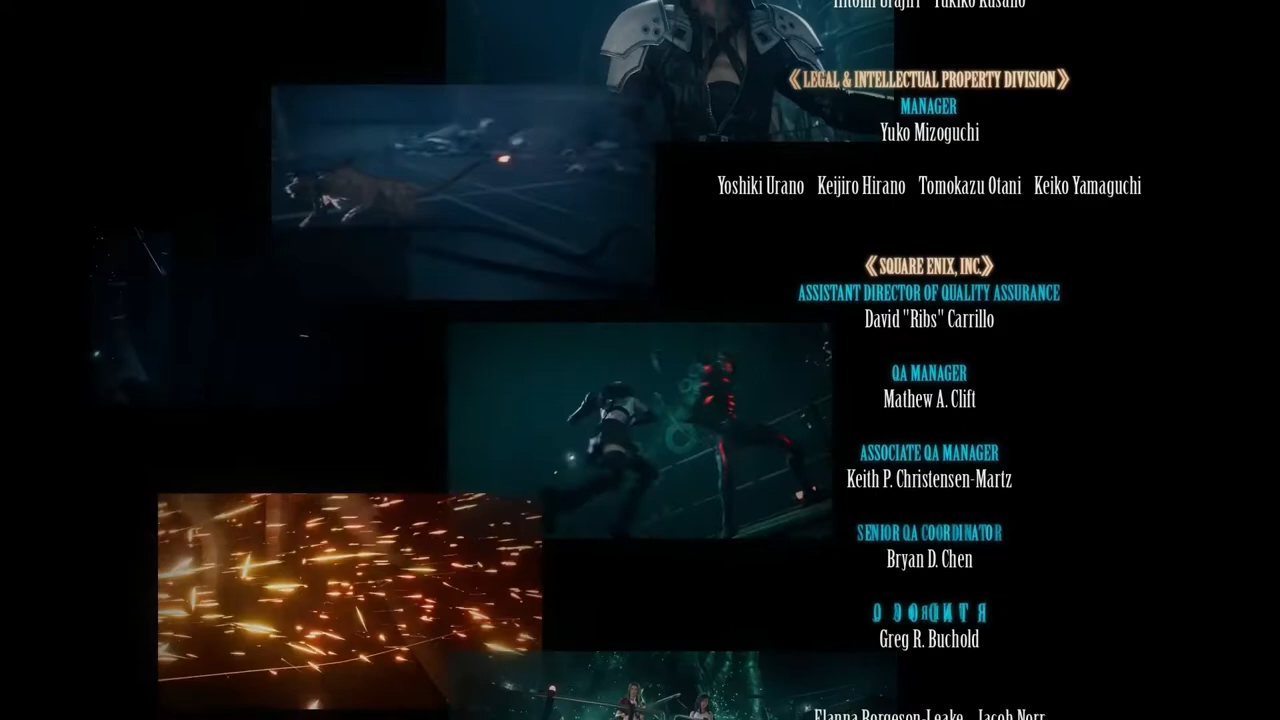 《LEGAL & INTELLECTUAL PROPERTY DIVISION》
MANAGER
Yuko Mizoguchi
Yoshiki Urano Keijiro Hirano Tomokazu Otani Keiko Yamaguchi
《SQUARE ENIX, INC.》
ASSISTANT DIRECTOR OF QUALITY ASSURANCE
David "Ribs" Carrillo
QA MANAGER
Mathew A. Clift
ASSOCIATE QA MANAGER
Keith P. Christensen-Martz
SENIOR QA COORDINATOR
Bryan D. Chen
Greg R. Buchold